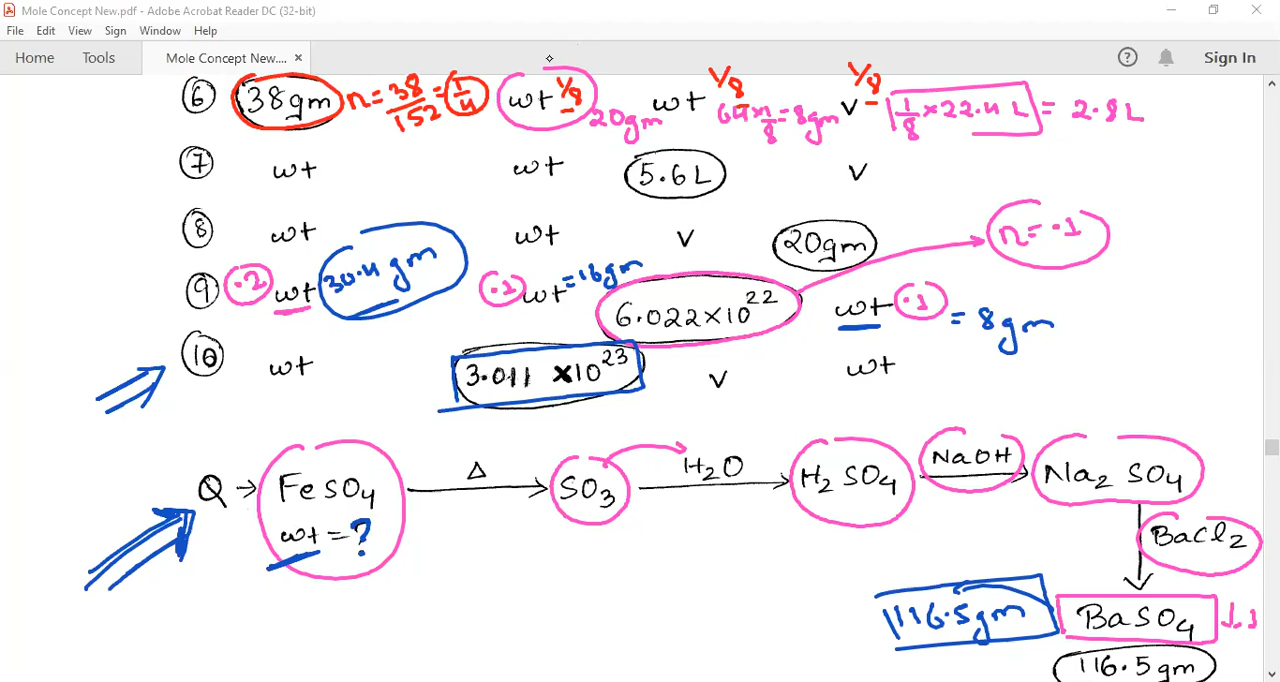 Mole Concept New.pdf - Adobe Acrobat Reader DC (32-bit)
File Edit View Sign Window Help
Home Tools Mole Concept New.... × Sign In
⑥ 38gm n=38/152=1/4 wt 1/8 20gm wt 1/8 64×1/8=8gm v 1/8 1/8×22.4 L = 2.8L
⑦ wt wt 5.6 L v
⑧ wt wt v 20gm n=.1
⑨ .2 wt 30.4 gm .1 wt=16gm 6.022×10²² wt .1 = 8gm
⑩ wt 3.011 ×10²³ v wt
Q → FeSO4 Δ SO3 H2O H2SO4 NaOH Na2SO4
wt = ?
BaCl2
116.5gm BaSO4 ↓.↓
116.5gm